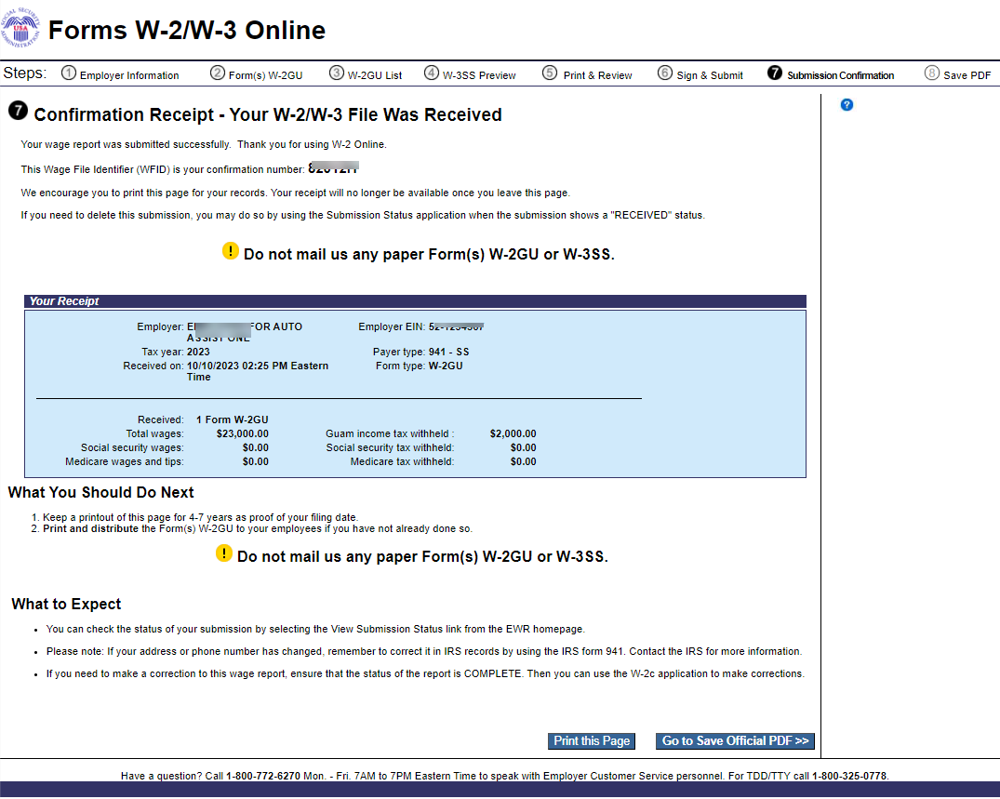 SOCIAL SECURITY
USA
ADMINISTRATION
Forms W-2/W-3 Online
Steps: 1 Employer Information 2 Form(s) W-2GU 3 W-2GU List 4 W-3SS Preview 5 Print & Review 6 Sign & Submit 7 Submission Confirmation 8 Save PDF
7 Confirmation Receipt - Your W-2/W-3 File Was Received
?
Your wage report was submitted successfully. Thank you for using W-2 Online.
This Wage File Identifier (WFID) is your confirmation number:
We encourage you to print this page for your records. Your receipt will no longer be available once you leave this page.
If you need to delete this submission, you may do so by using the Submission Status application when the submission shows a "RECEIVED" status.
! Do not mail us any paper Form(s) W-2GU or W-3SS.
Your Receipt
Employer: FOR AUTO Employer EIN:
ASSIST ONE
Tax year: 2023 Payer type: 941 - SS
Received on: 10/10/2023 02:25 PM Eastern Form type: W-2GU
Time
Received: 1 Form W-2GU
Total wages: $23,000.00 Guam income tax withheld : $2,000.00
Social security wages: $0.00 Social security tax withheld: $0.00
Medicare wages and tips: $0.00 Medicare tax withheld: $0.00
What You Should Do Next
1. Keep a printout of this page for 4-7 years as proof of your filing date.
2. Print and distribute the Form(s) W-2GU to your employees if you have not already done so.
! Do not mail us any paper Form(s) W-2GU or W-3SS.
What to Expect
• You can check the status of your submission by selecting the View Submission Status link from the EWR homepage.
• Please note: If your address or phone number has changed, remember to correct it in IRS records by using the IRS form 941. Contact the IRS for more information.
• If you need to make a correction to this wage report, ensure that the status of the report is COMPLETE. Then you can use the W-2c application to make corrections.
Print this Page Go to Save Official PDF >>
Have a question? Call 1-800-772-6270 Mon. - Fri. 7AM to 7PM Eastern Time to speak with Employer Customer Service personnel. For TDD/TTY call 1-800-325-0778.